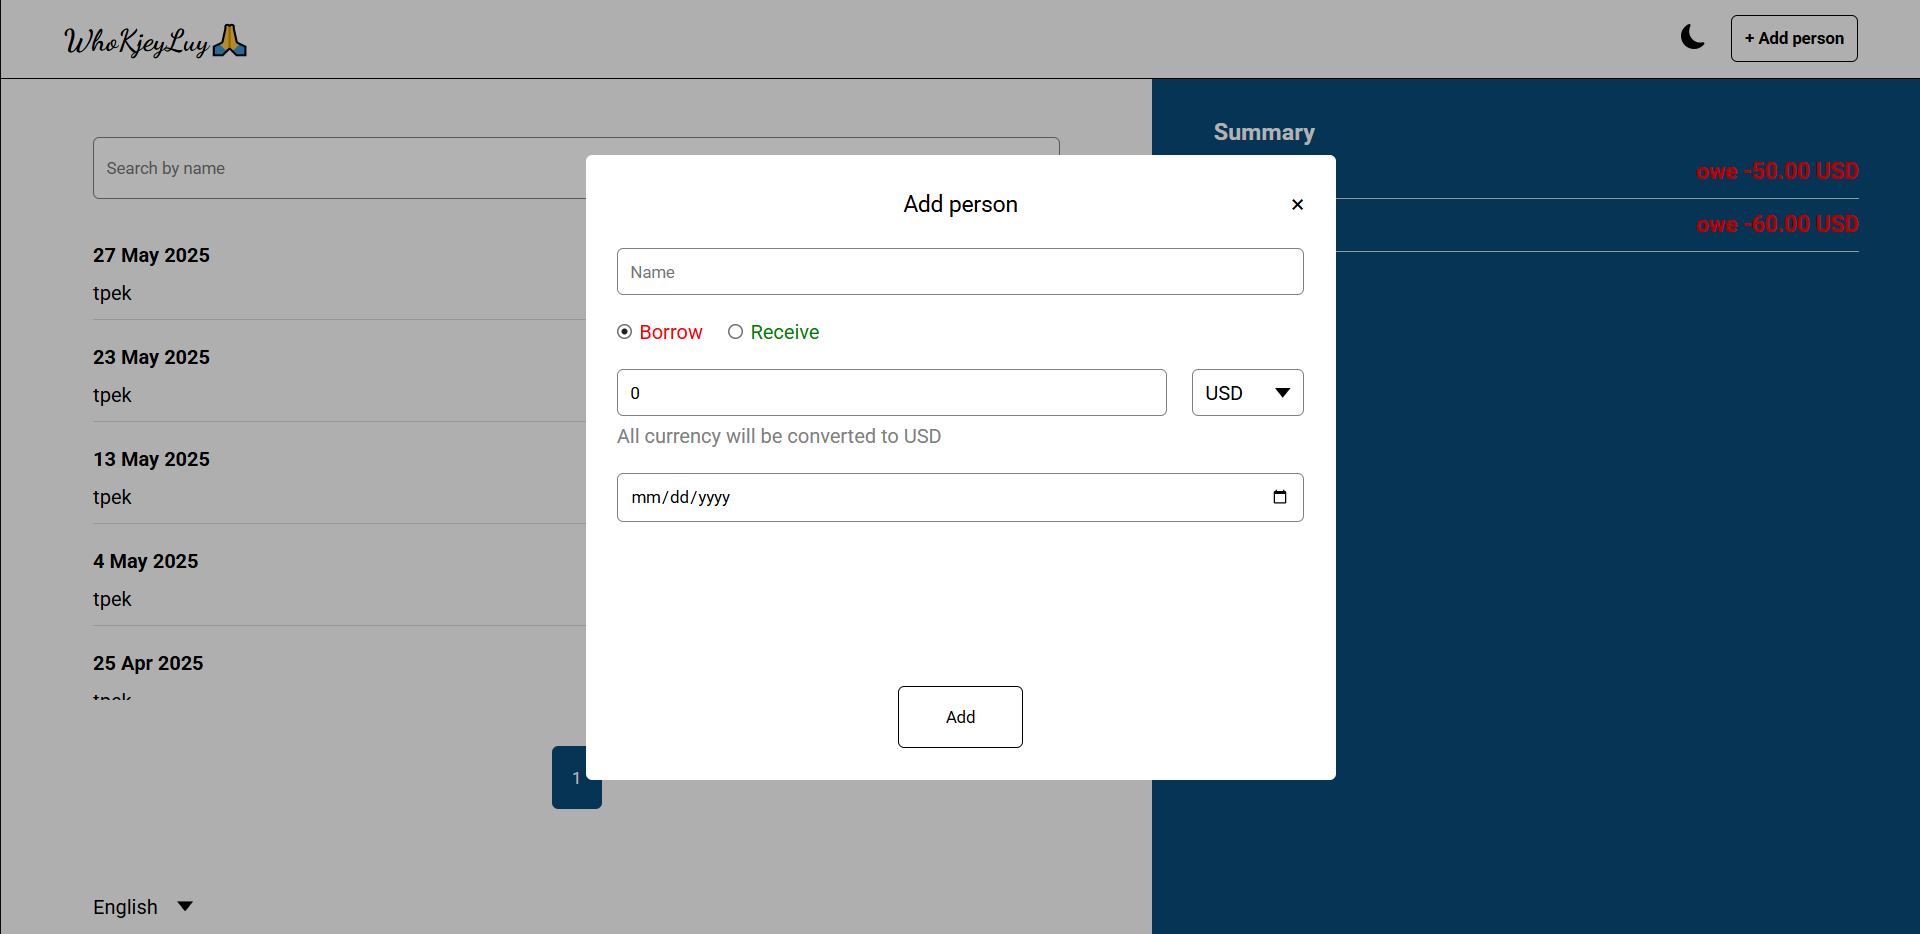 WhoKjeyLuy🙏
+ Add person
Search by name
27 May 2025
tpek
23 May 2025
tpek
13 May 2025
tpek
4 May 2025
tpek
25 Apr 2025
tpek
1
English
Summary
owe -50.00 USD
owe -60.00 USD
Add person
×
Name
Borrow Receive
0 USD
All currency will be converted to USD
mm/dd/yyyy
Add